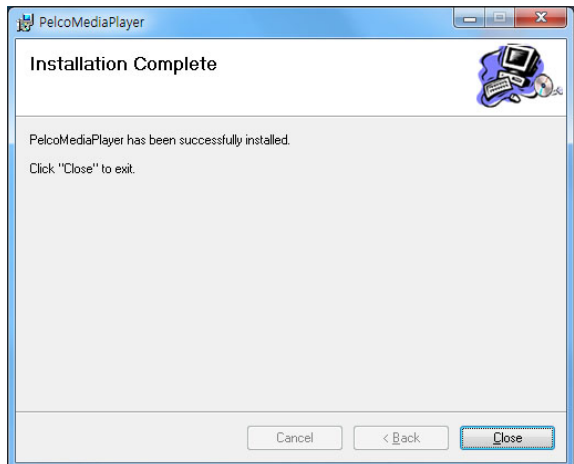 PelcoMediaPlayer
Installation Complete
PelcoMediaPlayer has been successfully installed.
Click "Close" to exit.
Cancel
< Back
Close